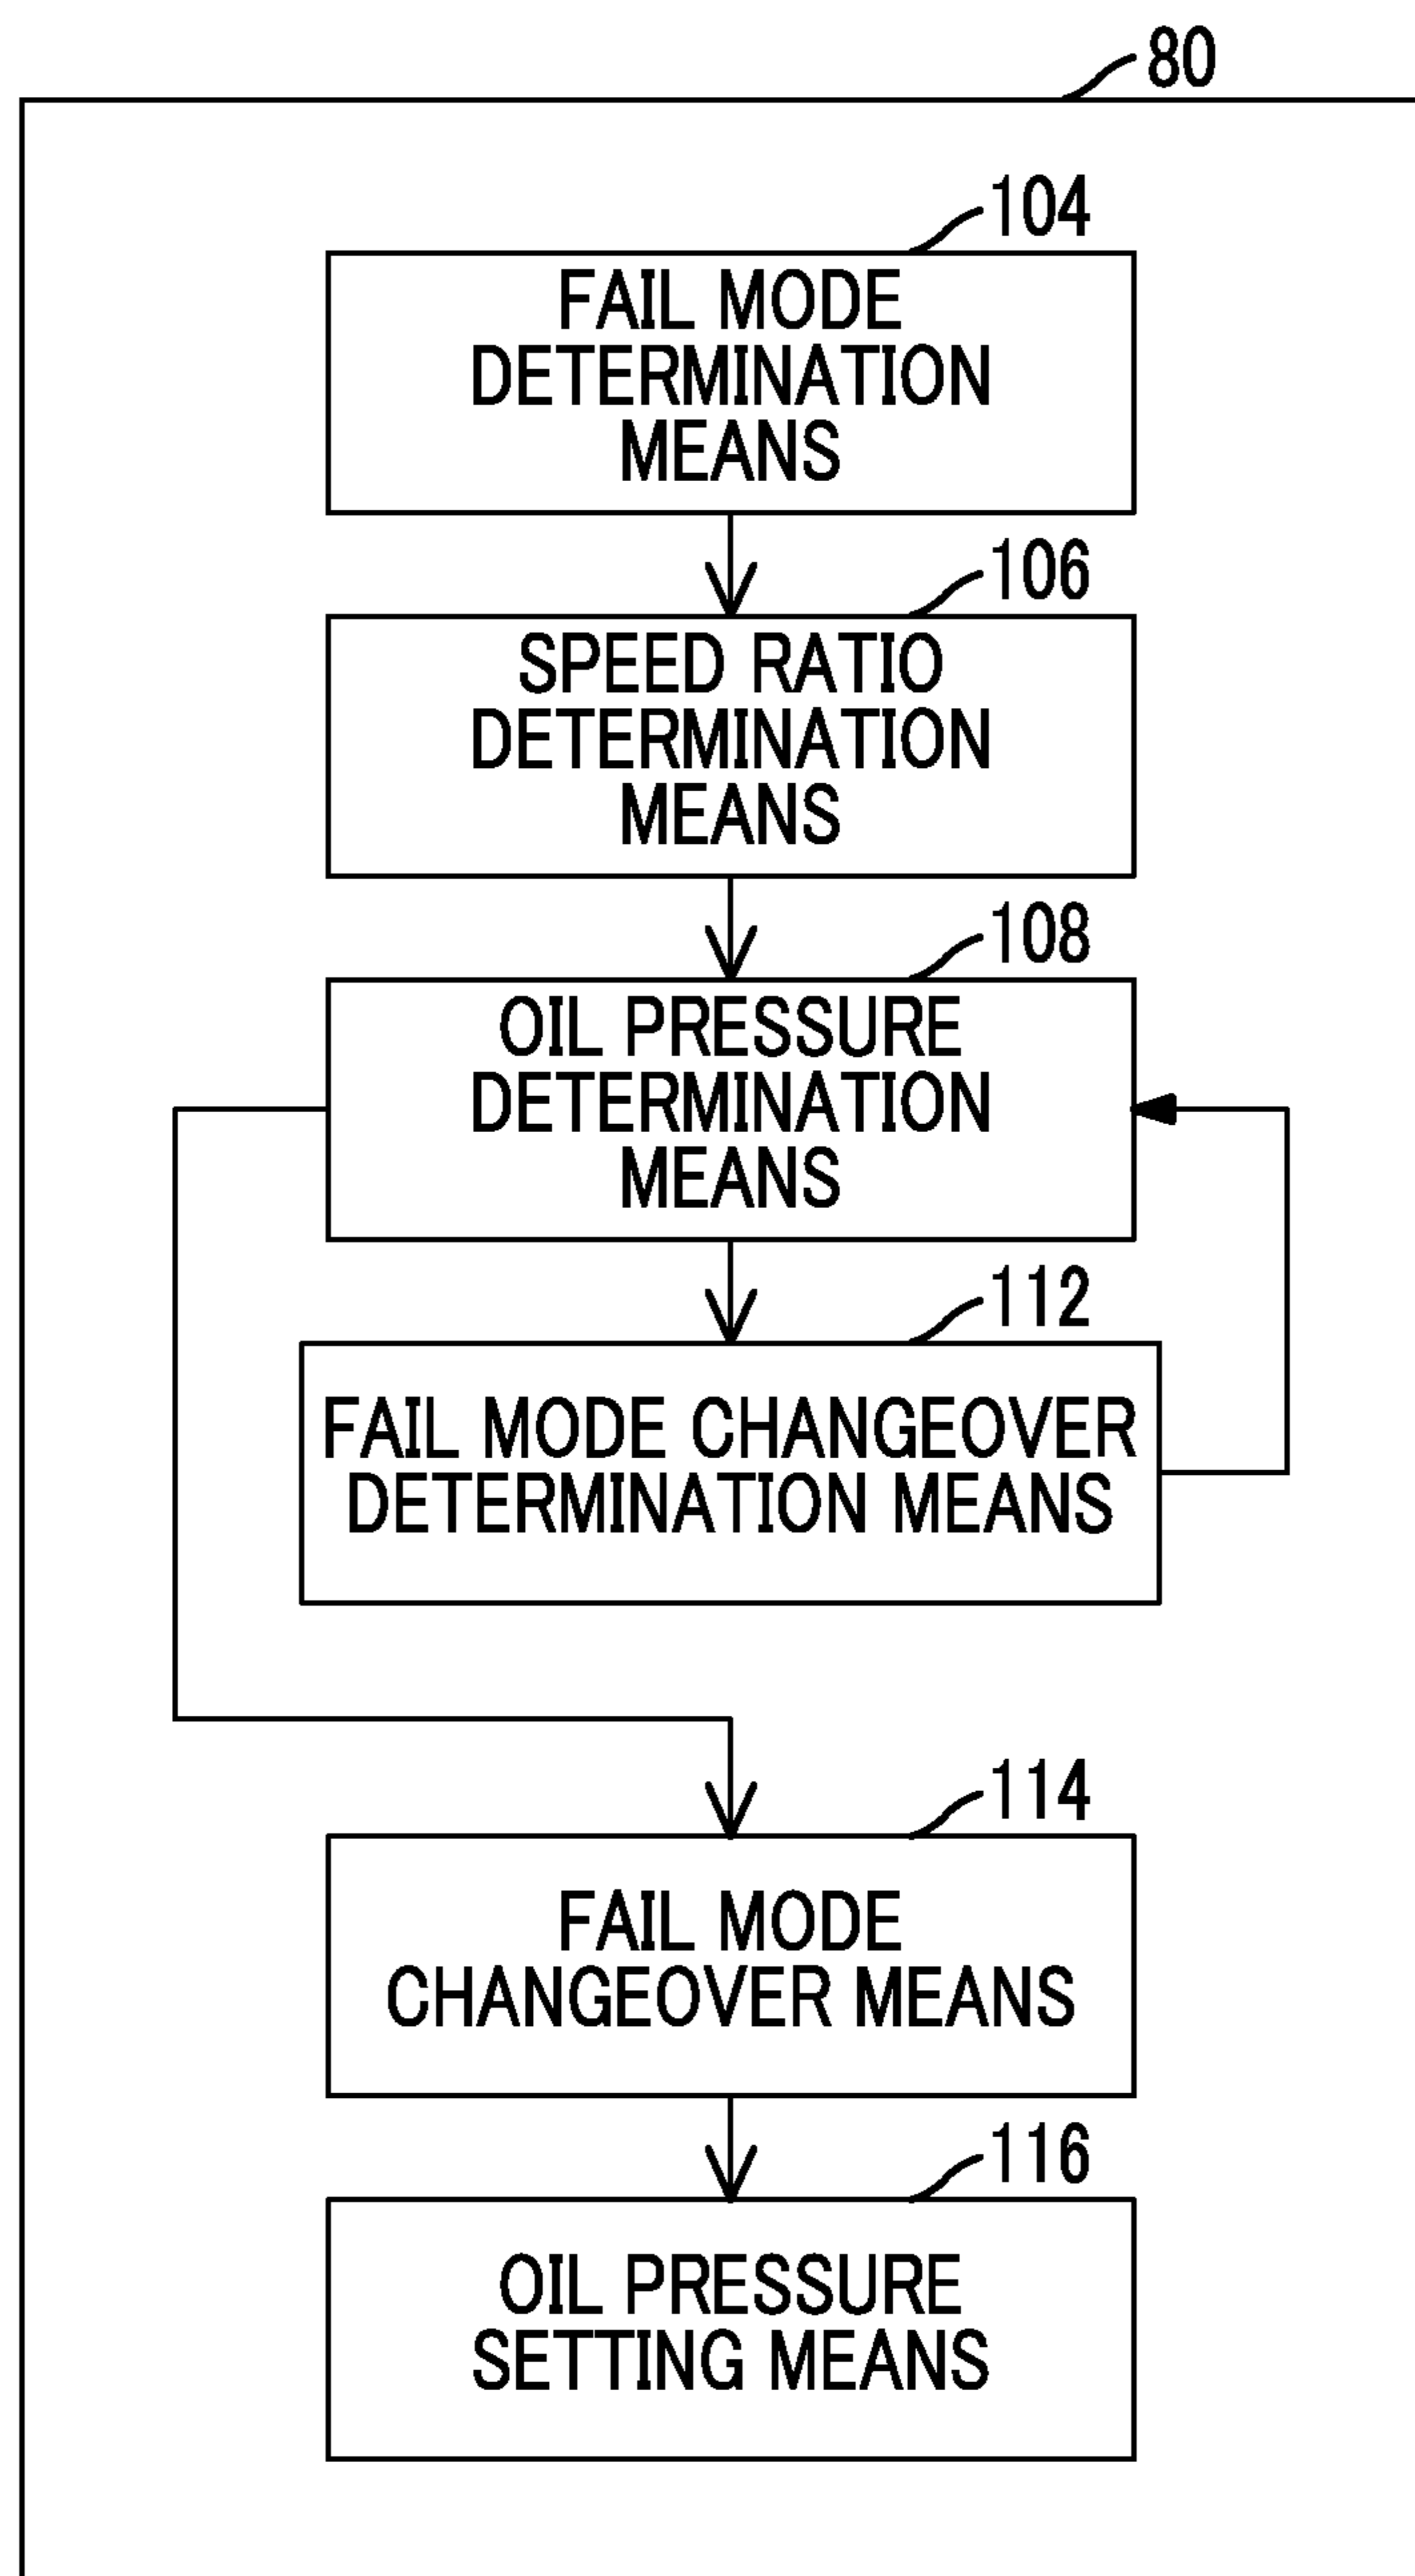 80
104
FAIL MODE
DETERMINATION
MEANS
106
SPEED RATIO
DETERMINATION
MEANS
108
OIL PRESSURE
DETERMINATION
MEANS
112
FAIL MODE CHANGEOVER
DETERMINATION MEANS
114
FAIL MODE
CHANGEOVER MEANS
116
OIL PRESSURE
SETTING MEANS